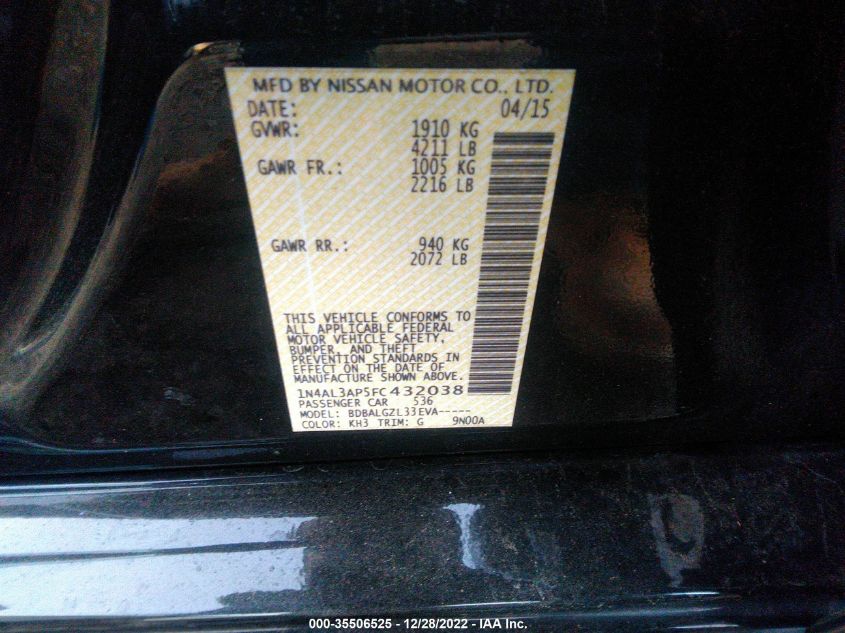 MFD BY NISSAN MOTOR CO., LTD.
DATE: 04/15
GVWR: 1910 KG
4211 LB
GAWR FR.: 1005 KG
2216 LB
GAWR RR.: 940 KG
2072 LB
THIS VEHICLE CONFORMS TO
ALL APPLICABLE FEDERAL
MOTOR VEHICLE SAFETY,
BUMPER, AND THEFT
PREVENTION STANDARDS IN
EFFECT ON THE DATE OF
MANUFACTURE SHOWN ABOVE.
1N4AL3AP5FC432038
PASSENGER CAR 536
MODEL: BDBALGZL33EVA-----
COLOR: KH3 TRIM: G 9N00A
000-35506525 - 12/28/2022 - IAA Inc.